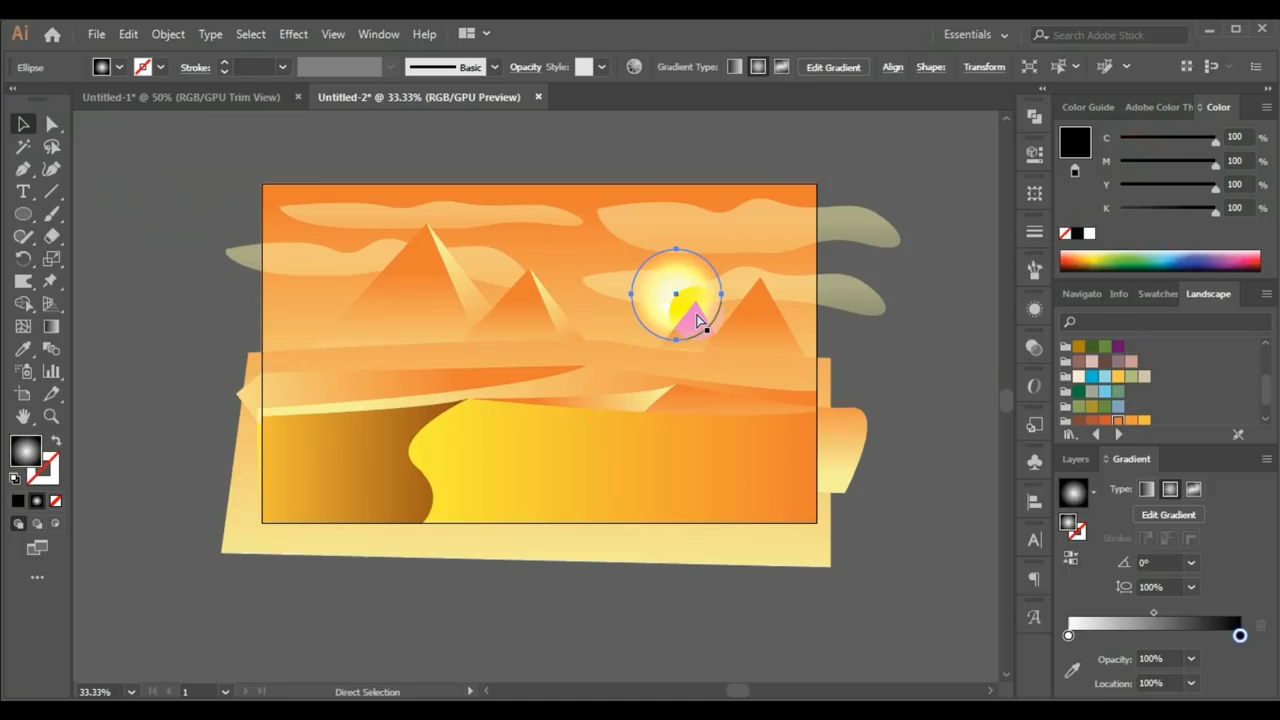 Ai File Edit Object Type Select Effect View Window Help Essentials Search Adobe Stock
Ellipse Stroke: Basic Opacity Style: Gradient Type: Edit Gradient Align Shape: Transform
Untitled-1* @ 50% (RGB/GPU Trim View) × Untitled-2* @ 33.33% (RGB/GPU Preview) ×
Color Guide Adobe Color Th Color
C 100 %
M 100 %
Y 100 %
K 100 %
Navigato Info Swatches Landscape
Layers Gradient
Type:
Edit Gradient
Stroke:
0°
100%
Opacity: 100%
Location: 100%
33.33% 1 Direct Selection